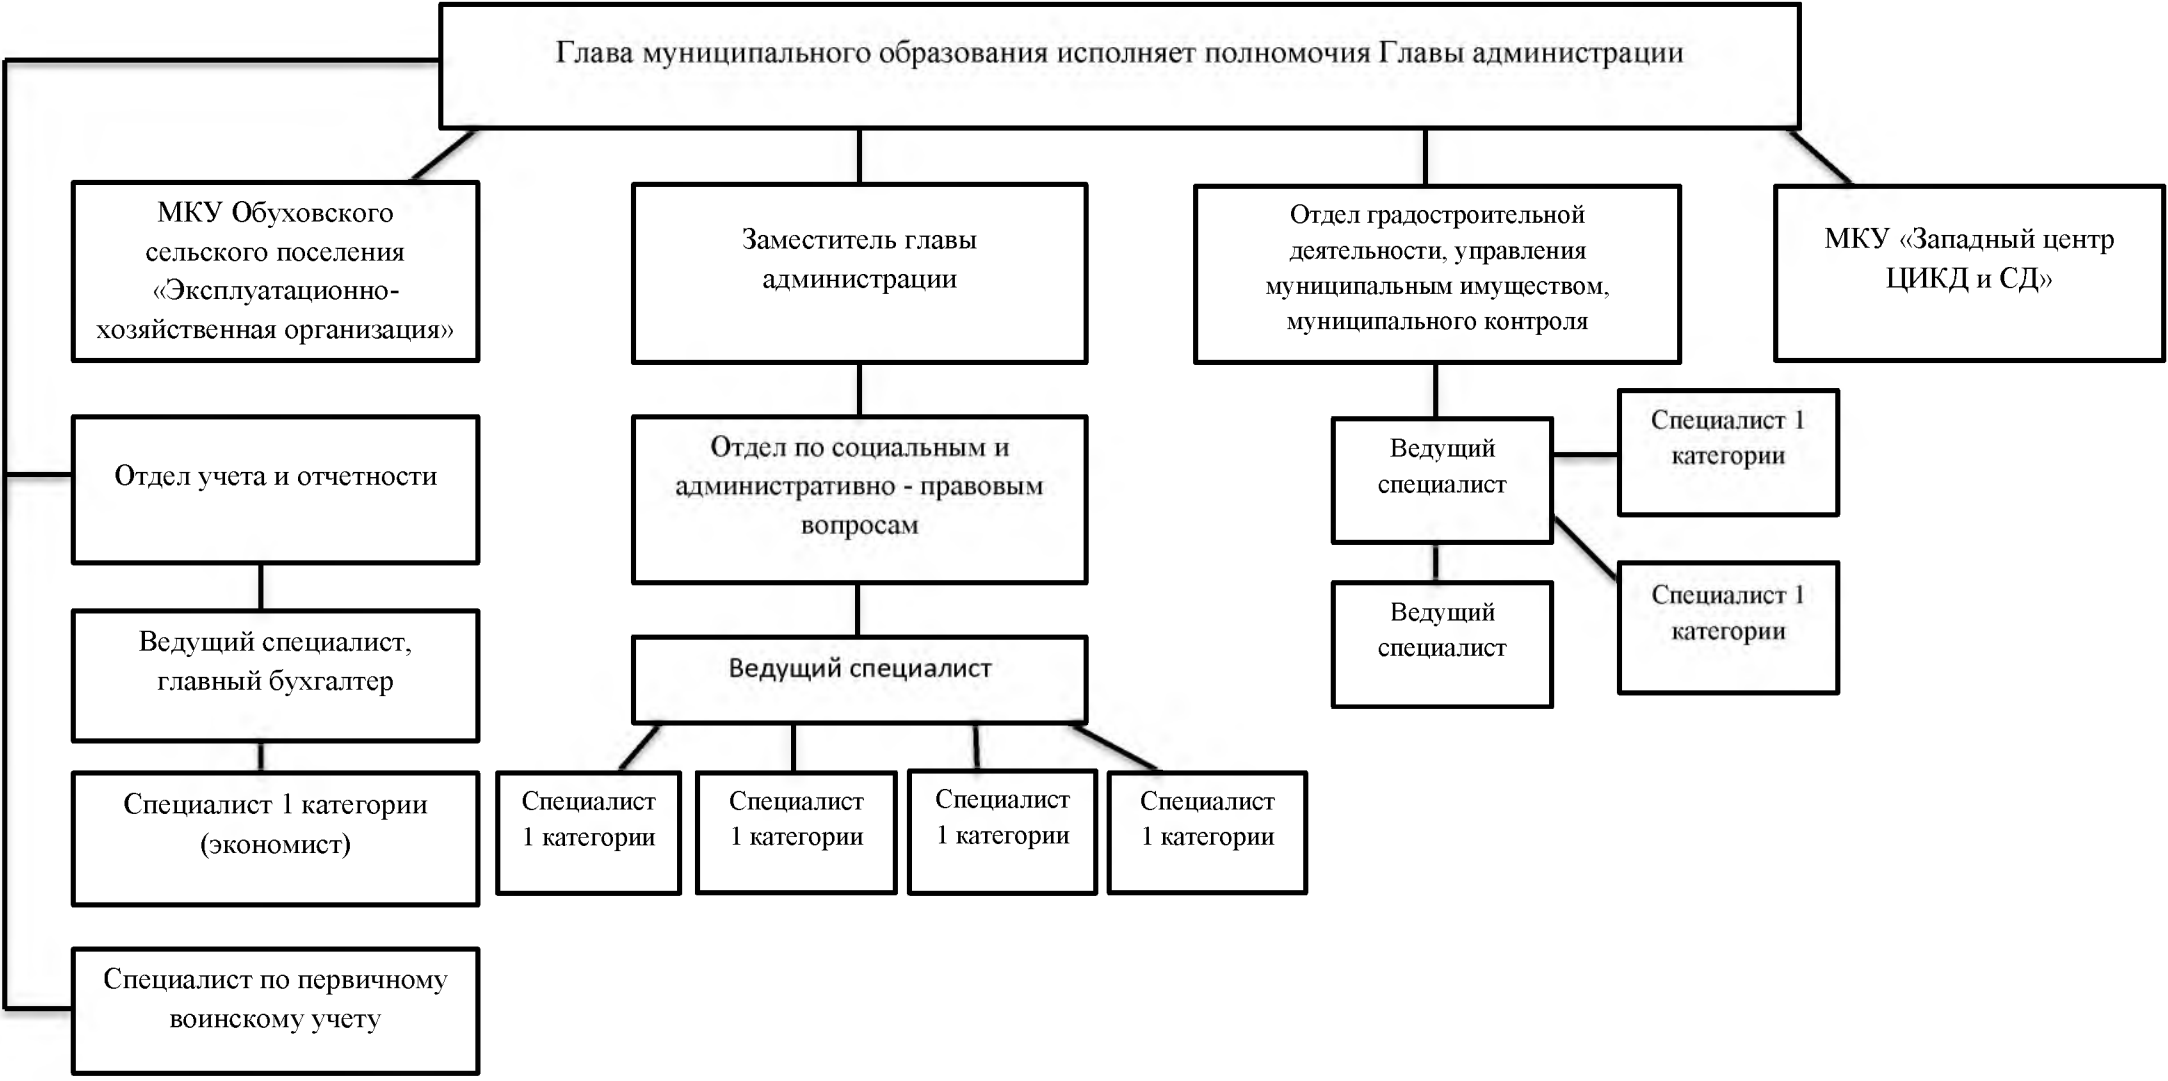 Глава муниципального образования исполняет полномочия Главы администрации
МКУ Обуховского
сельского поселения
«Эксплуатационно-
хозяйственная организация»
Заместитель главы
администрации
Отдел градостроительной
деятельности, управления
муниципальным имуществом,
муниципального контроля
МКУ «Западный центр
ЦИКД и СД»
Отдел учета и отчетности
Отдел по социальным и
административно - правовым
вопросам
Ведущий
специалист
Специалист 1
категории
Ведущий специалист,
главный бухгалтер
Ведущий специалист
Ведущий
специалист
Специалист 1
категории
Специалист 1 категории
(экономист)
Специалист
1 категории
Специалист
1 категории
Специалист
1 категории
Специалист
1 категории
Специалист по первичному
воинскому учету